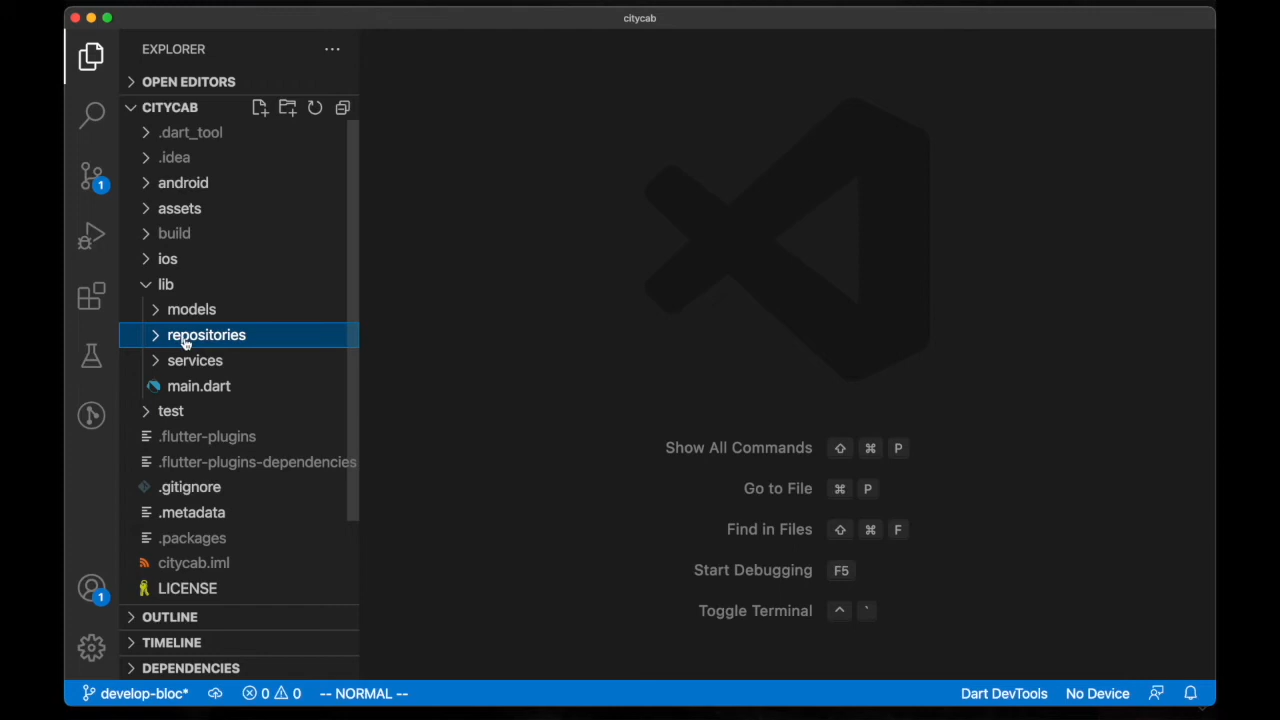 citycab
EXPLORER
OPEN EDITORS
CITYCAB
.dart_tool
.idea
android
assets
build
ios
lib
models
repositories
services
main.dart
test
.flutter-plugins
.flutter-plugins-dependencies
.gitignore
.metadata
.packages
citycab.iml
LICENSE
OUTLINE
TIMELINE
DEPENDENCIES
1
1
Show All Commands ⇧ ⌘ P
Go to File ⌘ P
Find in Files ⇧ ⌘ F
Start Debugging F5
Toggle Terminal ^ `
develop-bloc* 0 0 -- NORMAL -- Dart DevTools No Device